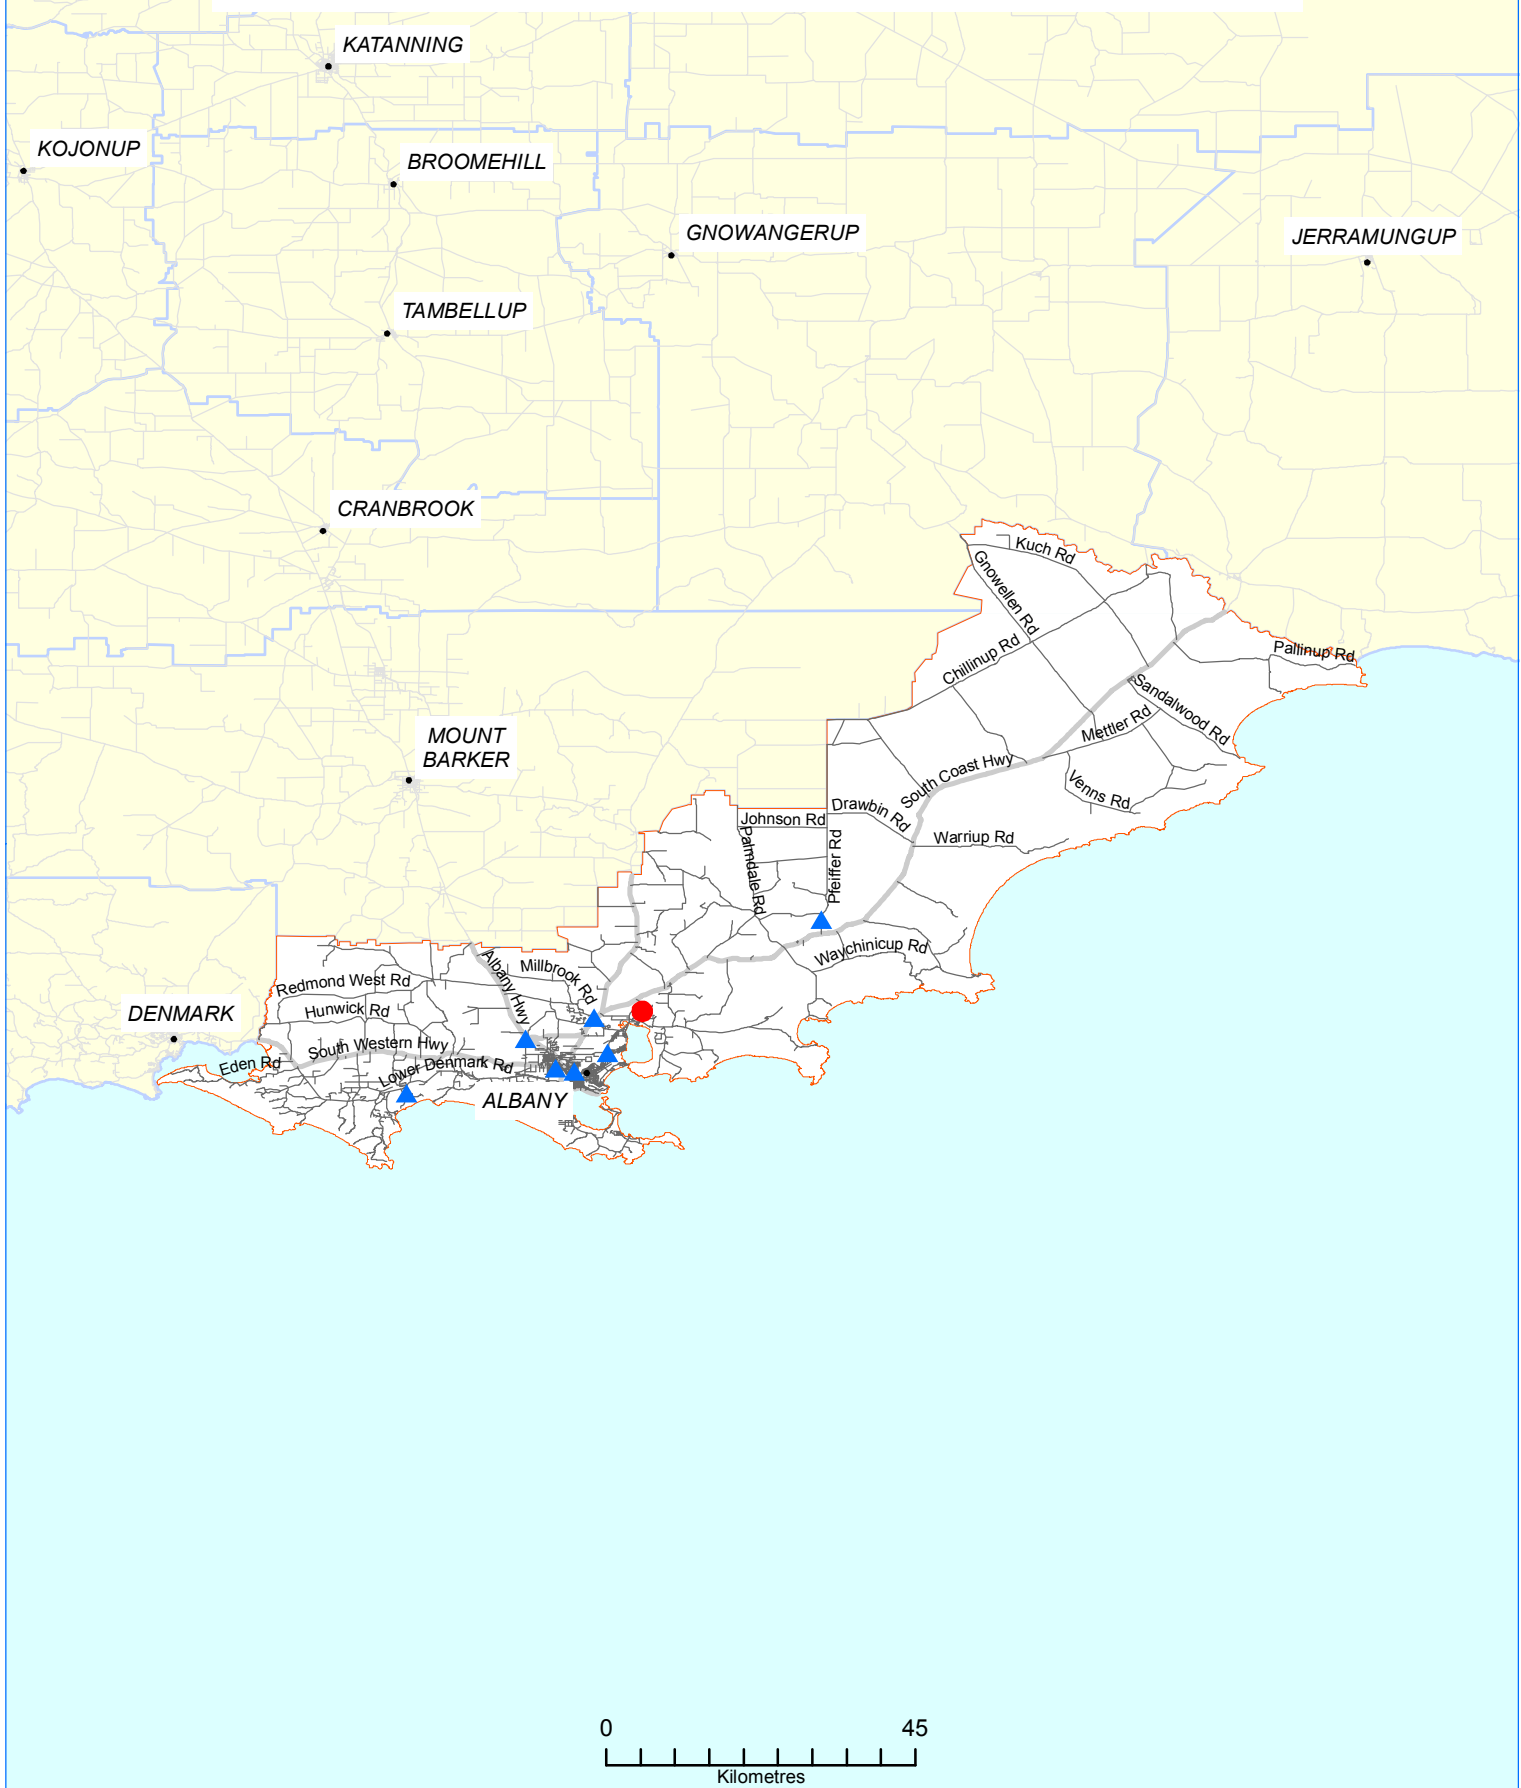 KATANNING
KOJONUP
BROOMEHILL
GNOWANGERUP
JERRAMUNGUP
TAMBELLUP
CRANBROOK
Kuch Rd
Gnowellen Rd
Chillinup Rd
Pallinup Rd
Sandalwood Rd
Mettler Rd
MOUNT
BARKER
South Coast Hwy
Venns Rd
Drawbin Rd
Johnson Rd
Warriup Rd
Palmdale Rd
Pfeiffer Rd
Waychinicup Rd
Albany Hwy
Millbrook Rd
Redmond West Rd
Hunwick Rd
DENMARK
South Western Hwy
Eden Rd
Lower Denmark Rd
ALBANY
0 45
Kilometres